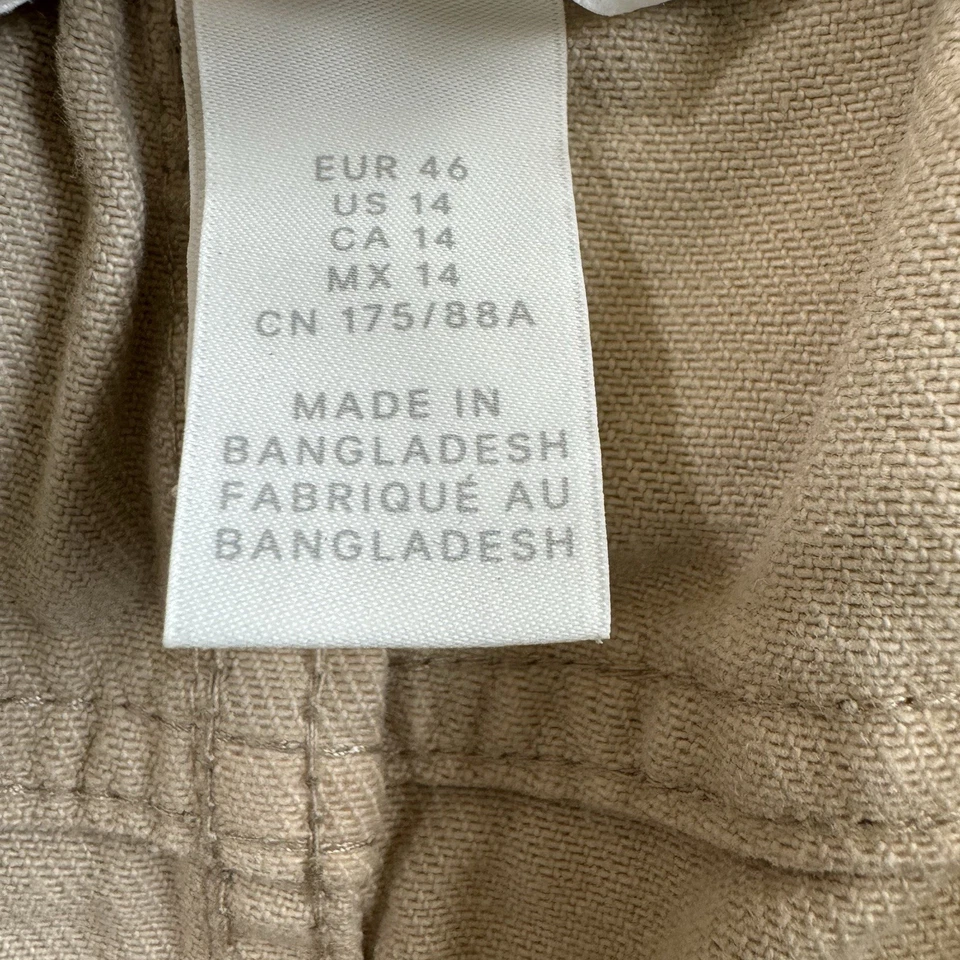 EUR 46
US 14
CA 14
MX 14
CN 175/88A
MADE IN
BANGLADESH
FABRIQUÉ AU
BANGLADESH